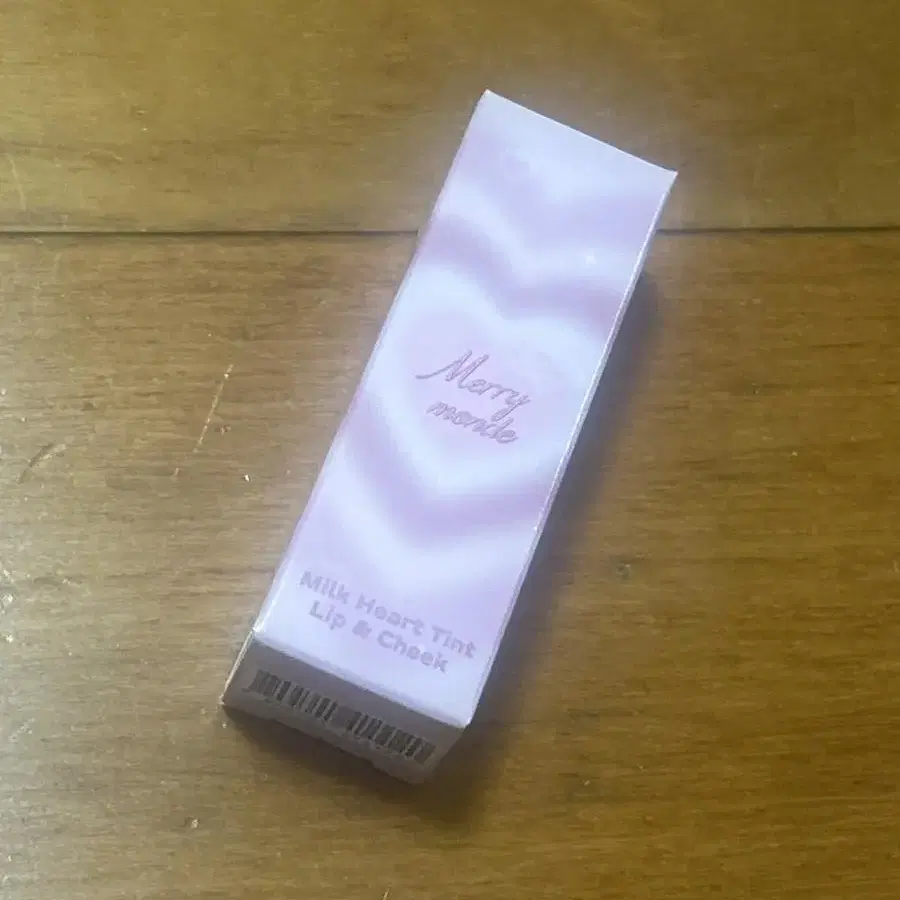 Merry
monde
Milk Heart Tint
Lip & Cheek